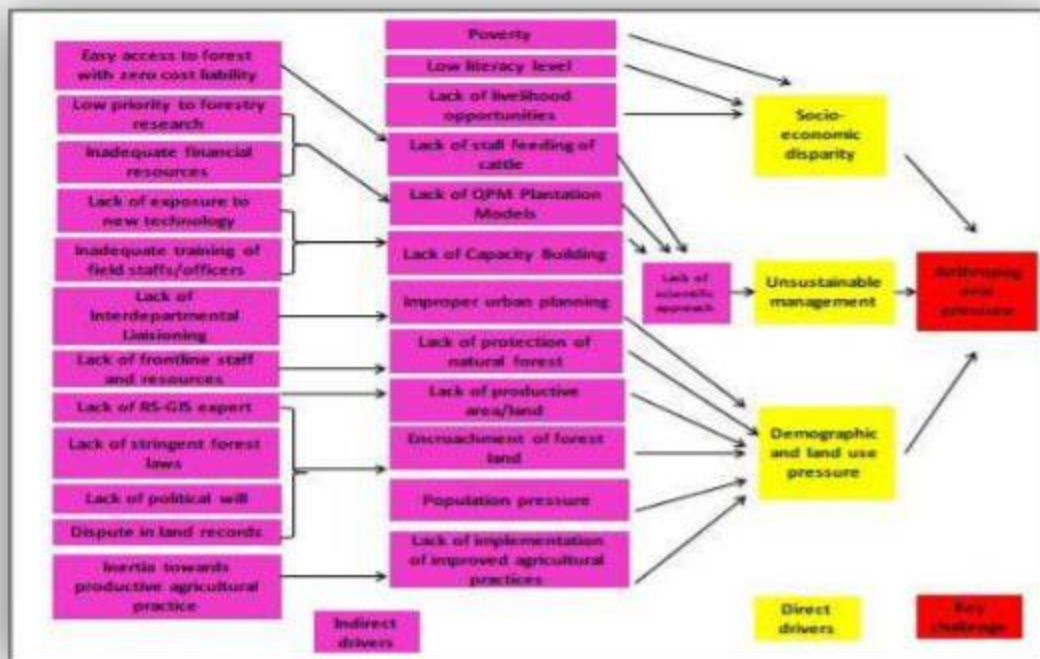 Easy access to forest
with zero cost liability
Low priority to forestry
research
Inadequate financial
resources
Lack of exposure to
new technology
Inadequate training of
field staffs/officers
Lack of
Interdepartmental
Liaisioning
Lack of frontline staff
and resources
Lack of RS-GIS expert
Lack of stringent forest
laws
Lack of political will
Dispute in land records
Inertia towards
productive agricultural
practice
Poverty
Low literacy level
Lack of livelihood
opportunities
Lack of stall feeding of
cattle
Lack of QPM Plantation
Models
Lack of Capacity Building
Improper urban planning
Lack of protection of
natural forest
Lack of productive
area/land
Encroachment of forest
land
Population pressure
Lack of implementation
of improved agricultural
practices
Lack of
scientific
approach
Socio-
economic
disparity
Unsustainable
management
Demographic
and land use
pressure
pressure
Indirect
drivers
Direct
drivers
Key
challenge